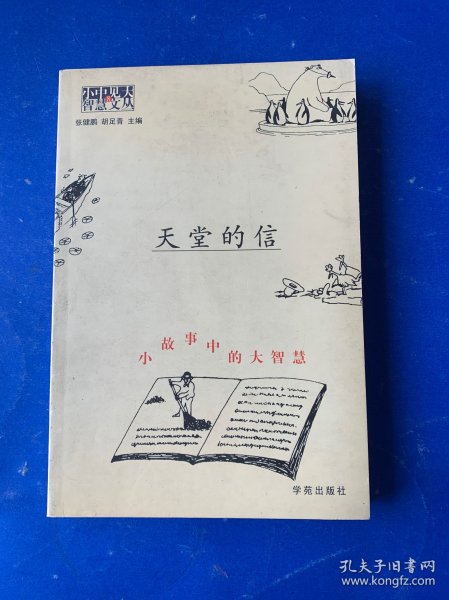 小中见大
智慧文丛
张健鹏 胡足青 主编
天堂的信
小故事中的大智慧
学苑出版社
孔夫子旧书网
www.kongfz.com